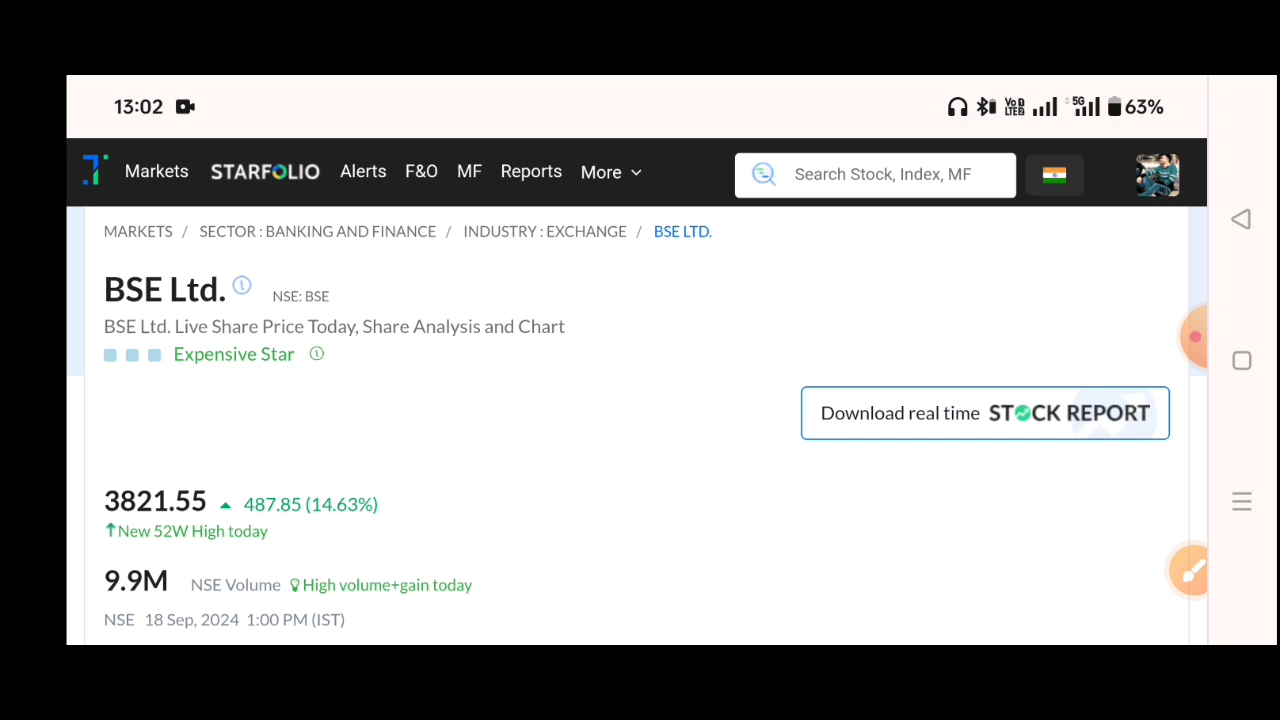 13:02 VoD LTE2 5G 63%
Markets STARFOLIO Alerts F&O MF Reports More Search Stock, Index, MF
MARKETS / SECTOR : BANKING AND FINANCE / INDUSTRY : EXCHANGE / BSE LTD.
BSE Ltd. NSE: BSE
BSE Ltd. Live Share Price Today, Share Analysis and Chart
Expensive Star
Download real time STOCK REPORT
3821.55 487.85 (14.63%)
New 52W High today
9.9M NSE Volume High volume+gain today
NSE 18 Sep, 2024 1:00 PM (IST)